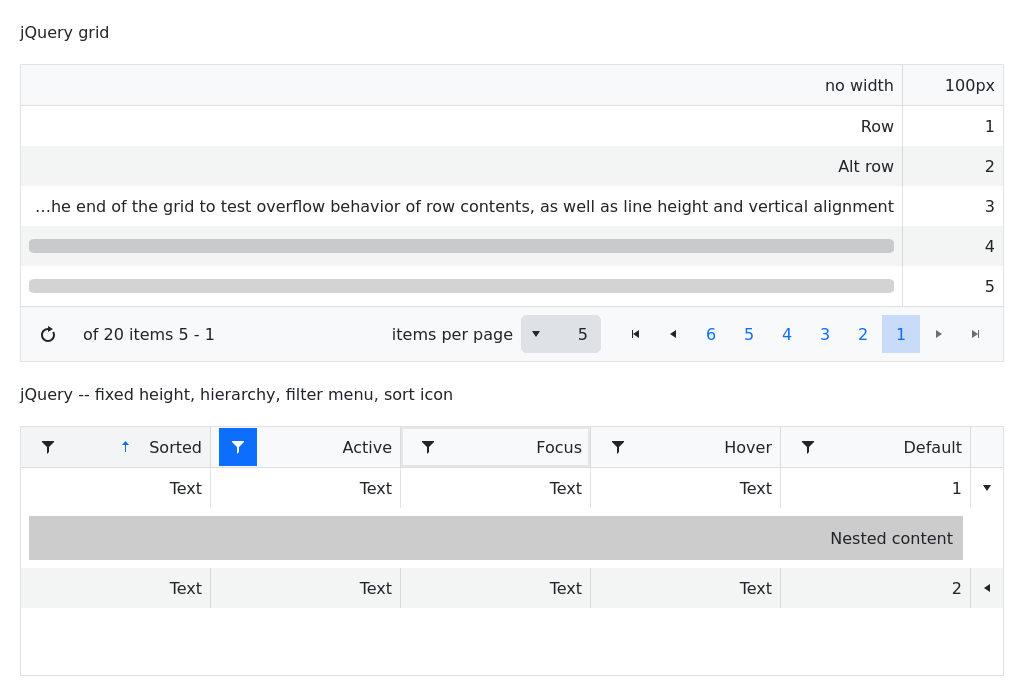 jQuery grid
no width 100px
Row 1
Alt row 2
...he end of the grid to test overflow behavior of row contents, as well as line height and vertical alignment 3
4
5
of 20 items 5 - 1 items per page 5 6 5 4 3 2 1
jQuery -- fixed height, hierarchy, filter menu, sort icon
Sorted Active Focus Hover Default
Text Text Text Text 1
Nested content
Text Text Text Text 2